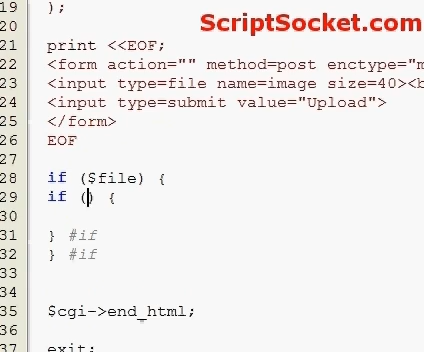 19 );
ScriptSocket.com
20
21 print <<EOF;
22 <form action="" method=post enctype="m
23 <input type=file name=image size=40><b
24 <input type=submit value="Upload">
25 </form>
26 EOF
27
28 if ($file) {
29 if () {
30
31 } #if
32 } #if
33
34
35 $cgi->end_html;
36
37 exit;